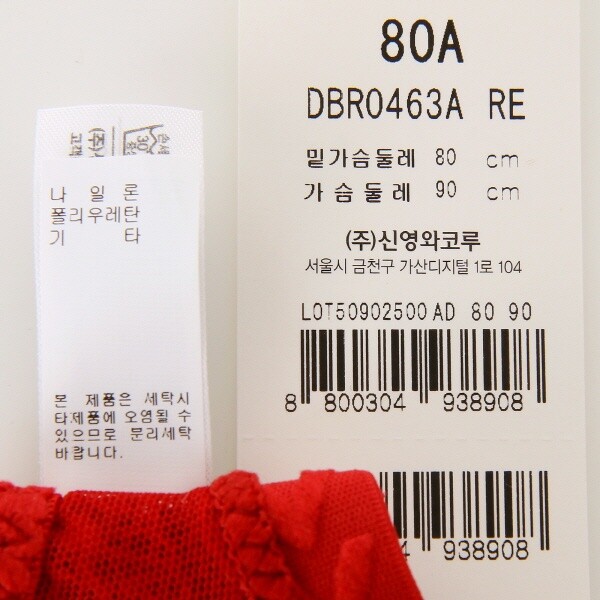 80A
DBR0463A RE
밑가슴둘레 80 cm
가슴둘레 90 cm
(주)신영와코루
서울시 금천구 가산디지털 1로 104
LOT50902500 AD 80 90
8 800304 938908
4 938908
30
(주)
나 일 론
폴리우레탄
기 타
본 제품은 세탁시
타제품에 오염될 수
있으므로 분리세탁
바랍니다.